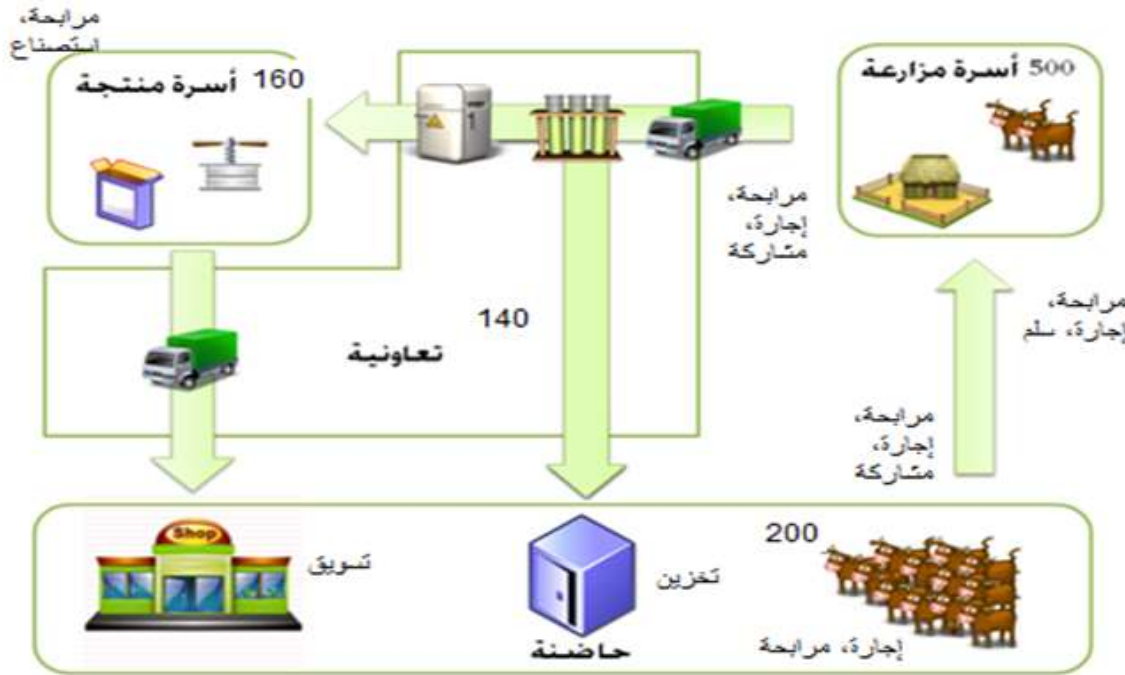 مرابحة،
استصناع
160 أسرة منتجة
500 أسرة مزارعة
مرابحة،
إجارة،
مشاركة
140
تعاونية
مرابحة،
إجارة، سلم
مرابحة،
إجارة،
مشاركة
Shop
تسويق
تخزين
حاضنة
200
إجارة، مرابحة